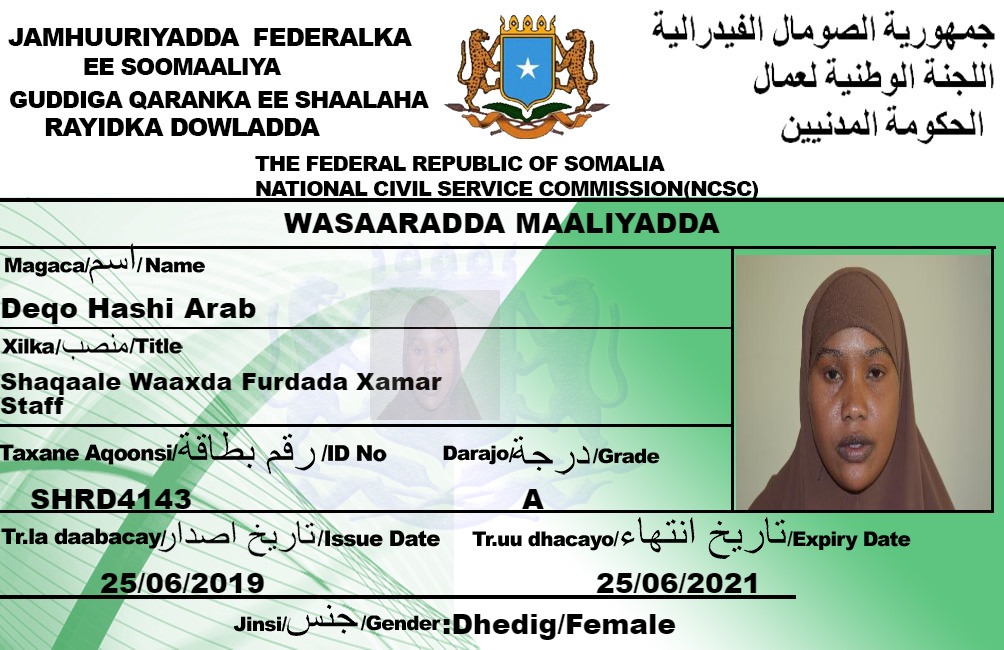 JAMHUURIYADDA FEDERALKA
EE SOOMAALIYA
GUDDIGA QARANKA EE SHAALAHA
RAYIDKA DOWLADDA
جمهورية الصومال الفيدرالية
اللجنة الوطنية لعمال
الحكومة المدنيين
THE FEDERAL REPUBLIC OF SOMALIA
NATIONAL CIVIL SERVICE COMMISSION(NCSC)
WASAARADDA MAALIYADDA
Magaca/اسم/Name
Deqo Hashi Arab
Xilka/منصب/Title
Shaqaale Waaxda Furdada Xamar
Staff
Taxane Aqoonsi/رقم بطاقة/ID No
SHRD4143
Darajo/درجة/Grade
A
Tr.la daabacay/تاريخ اصدار/Issue Date
25/06/2019
Tr.uu dhacayo/تاريخ انتهاء/Expiry Date
25/06/2021
Jinsi/جنس/Gender:Dhedig/Female